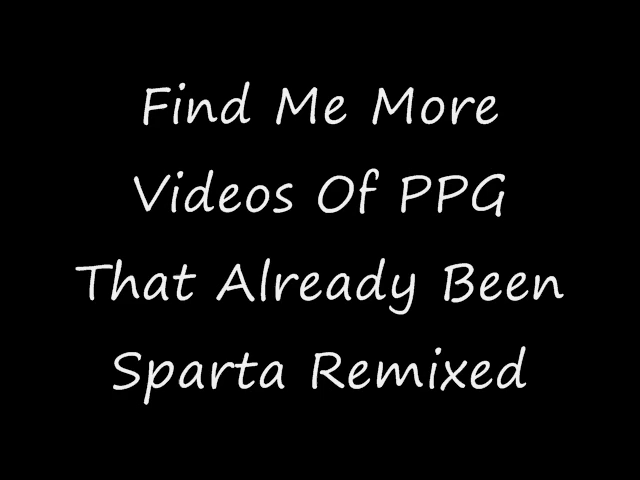 Find Me More
Videos Of PPG
That Already Been
Sparta Remixed